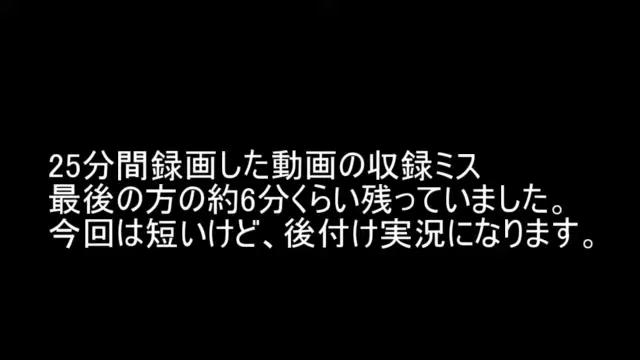 25分間録画した動画の収録ミス
最後の方の約6分くらい残っていました。
今回は短いけど、後付け実況になります。